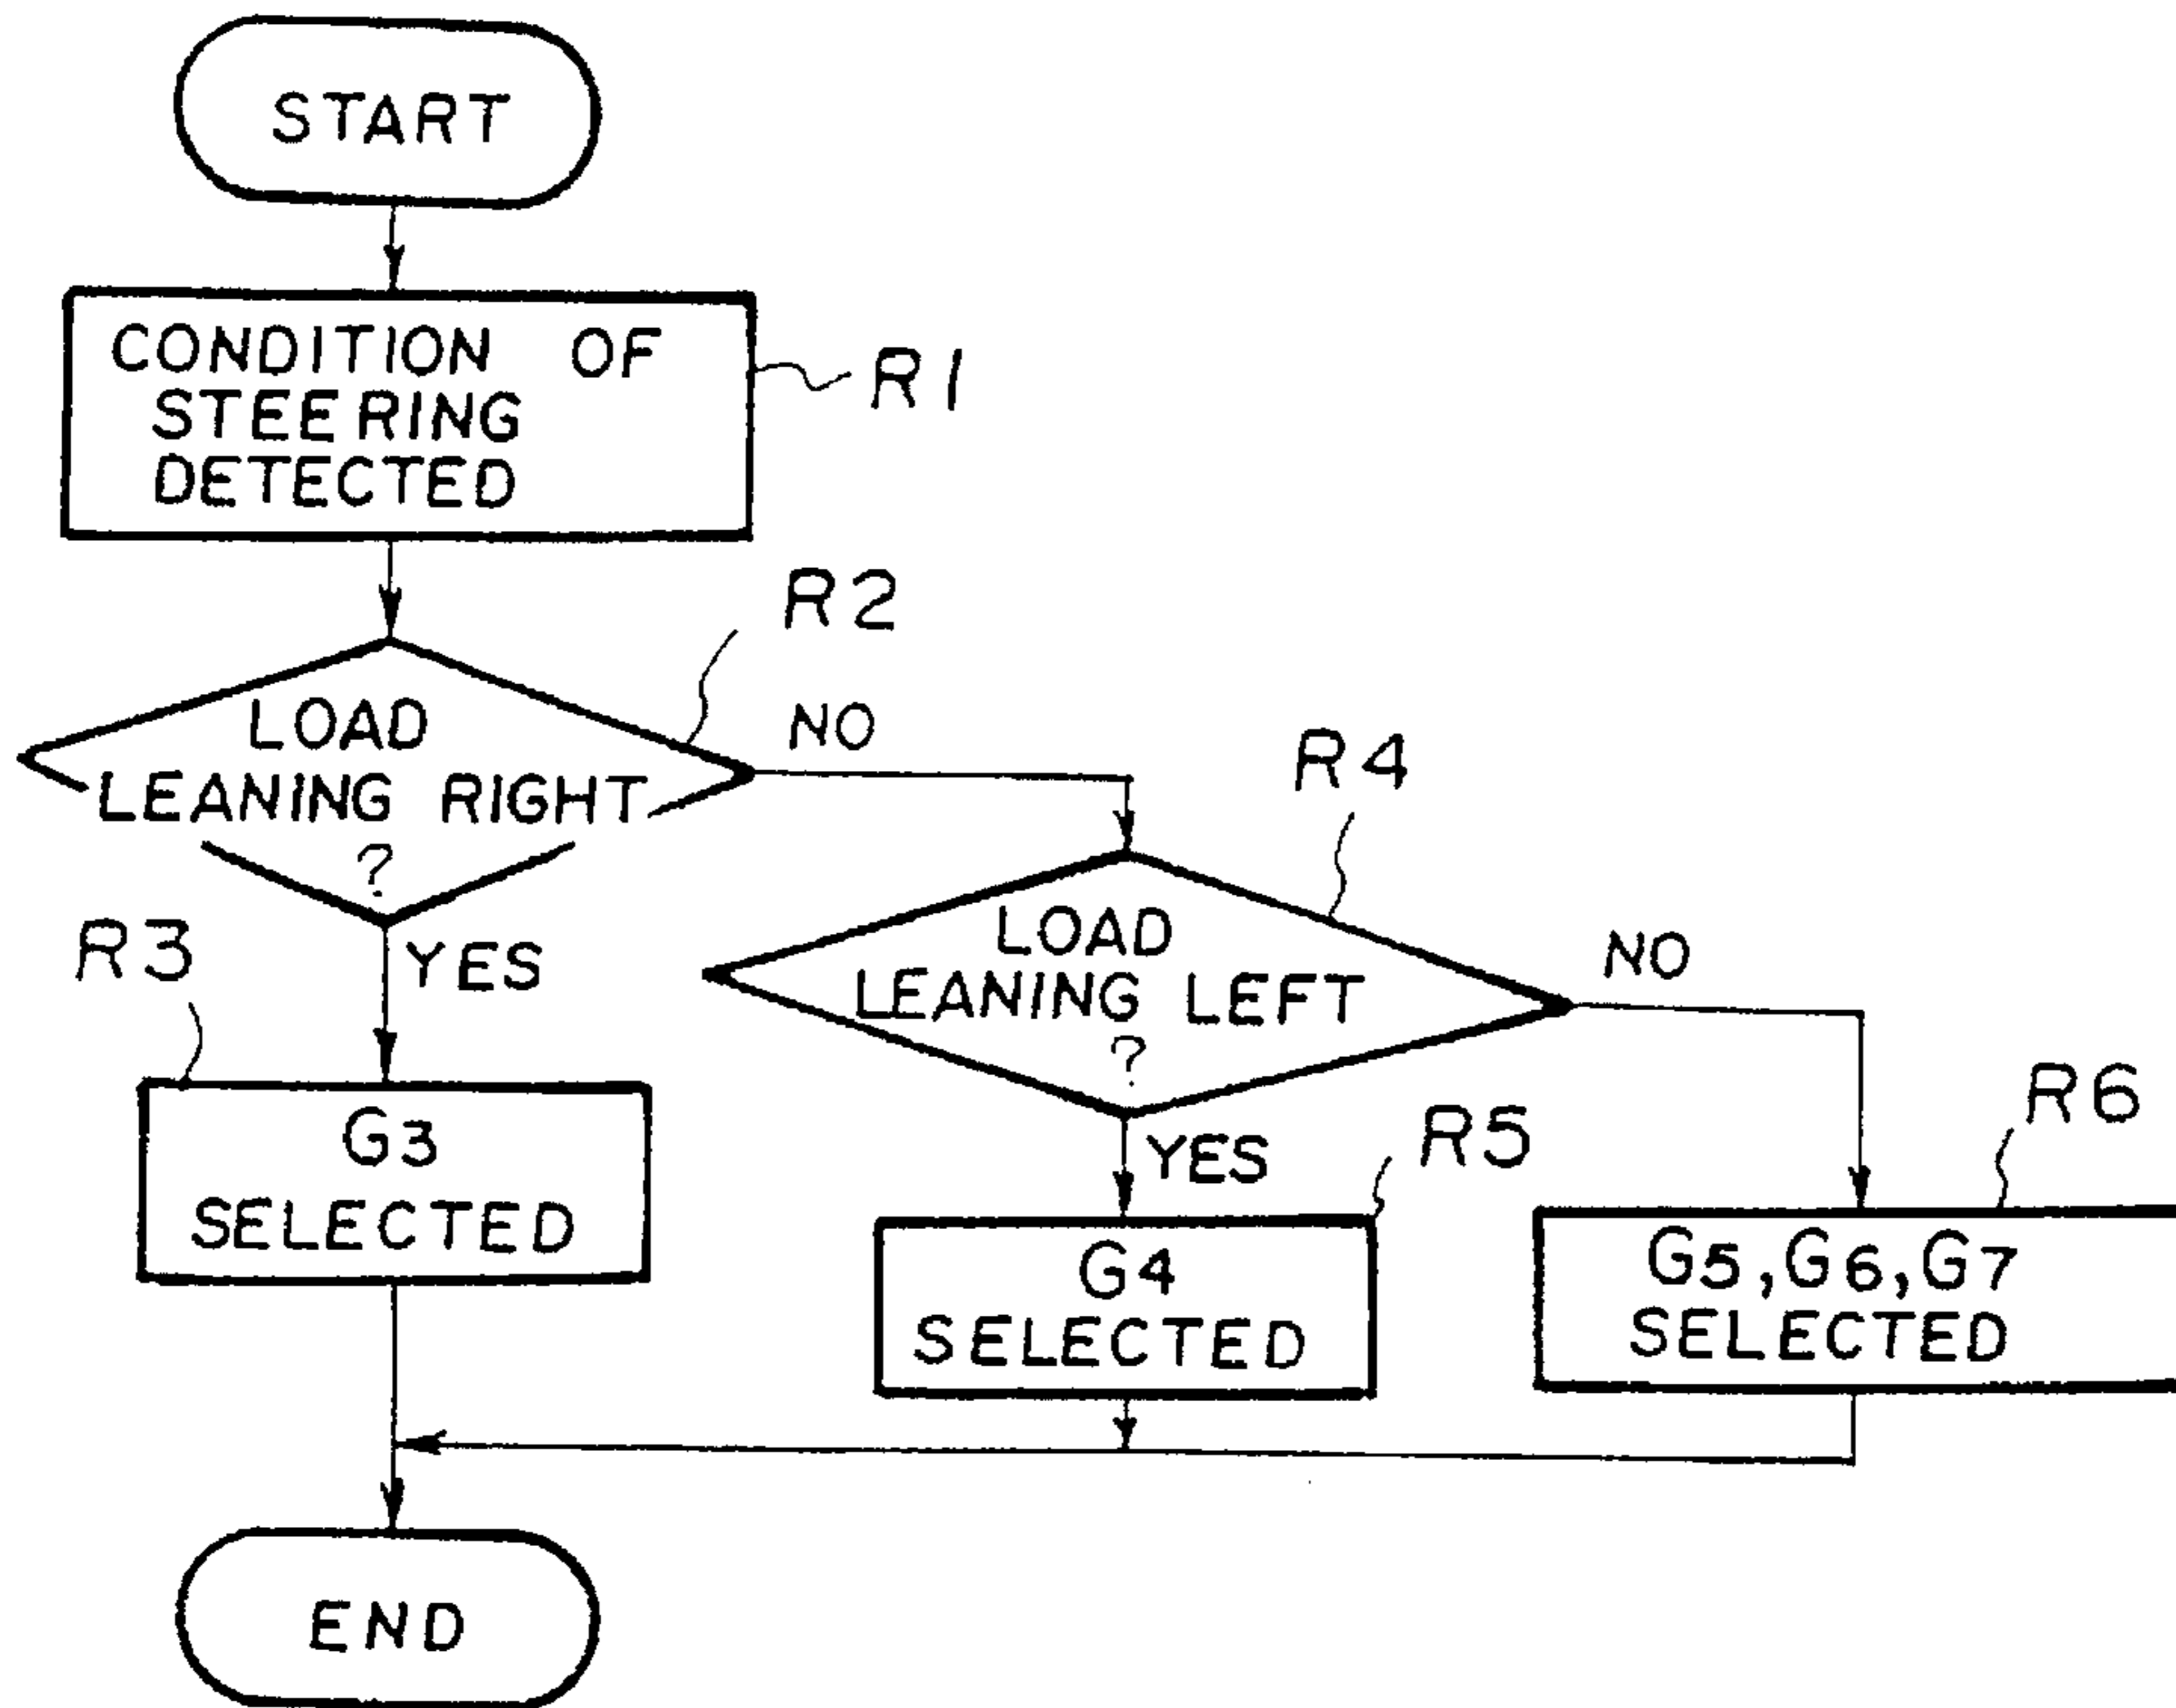 START
CONDITION OF
STEERING
DETECTED
R1
R2
LOAD
LEANING RIGHT
?
NO
YES
R3
G3
SELECTED
R4
LOAD
LEANING LEFT
?
NO
YES
R5
G4
SELECTED
R6
G5,G6,G7
SELECTED
END